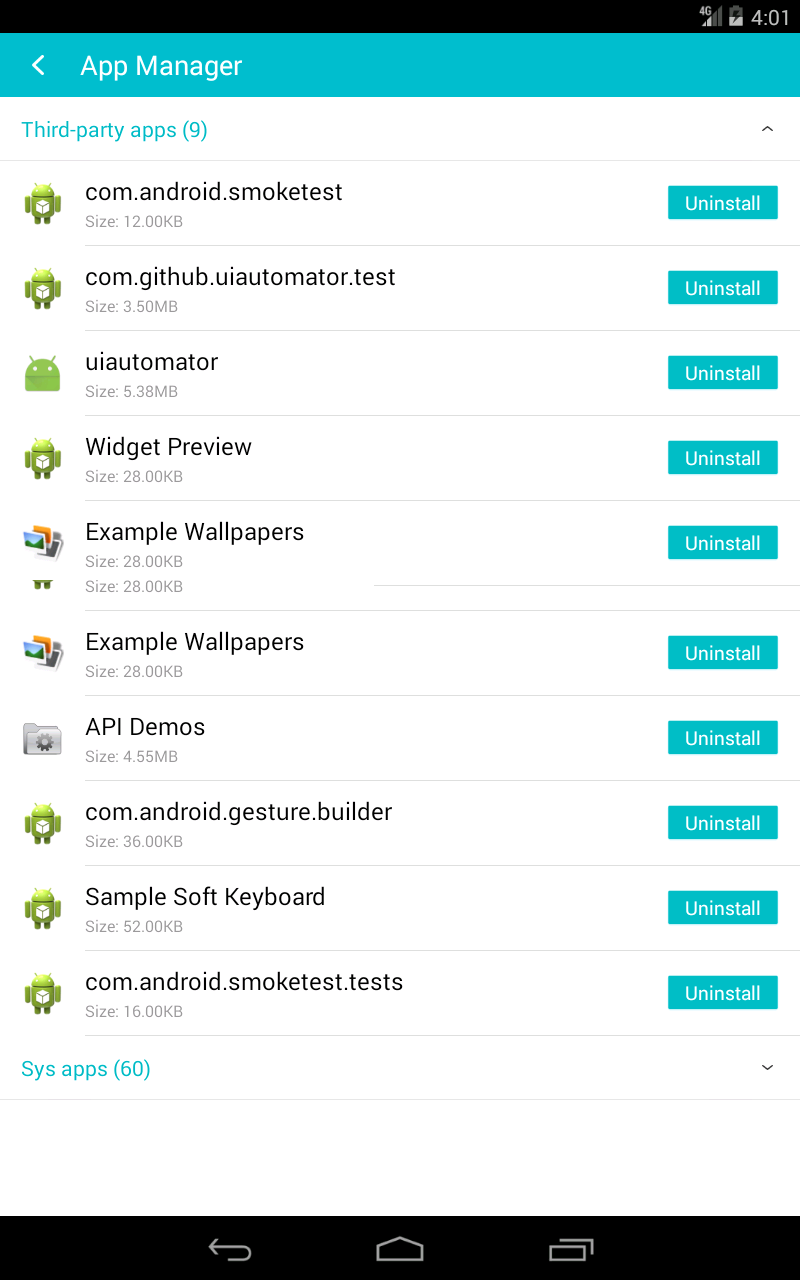 4G 4:01
App Manager
Third-party apps (9)
com.android.smoketest
Size: 12.00KB
Uninstall
com.github.uiautomator.test
Size: 3.50MB
Uninstall
uiautomator
Size: 5.38MB
Uninstall
Widget Preview
Size: 28.00KB
Uninstall
Example Wallpapers
Size: 28.00KB
Uninstall
Size: 28.00KB
Example Wallpapers
Size: 28.00KB
Uninstall
API Demos
Size: 4.55MB
Uninstall
com.android.gesture.builder
Size: 36.00KB
Uninstall
Sample Soft Keyboard
Size: 52.00KB
Uninstall
com.android.smoketest.tests
Size: 16.00KB
Uninstall
Sys apps (60)